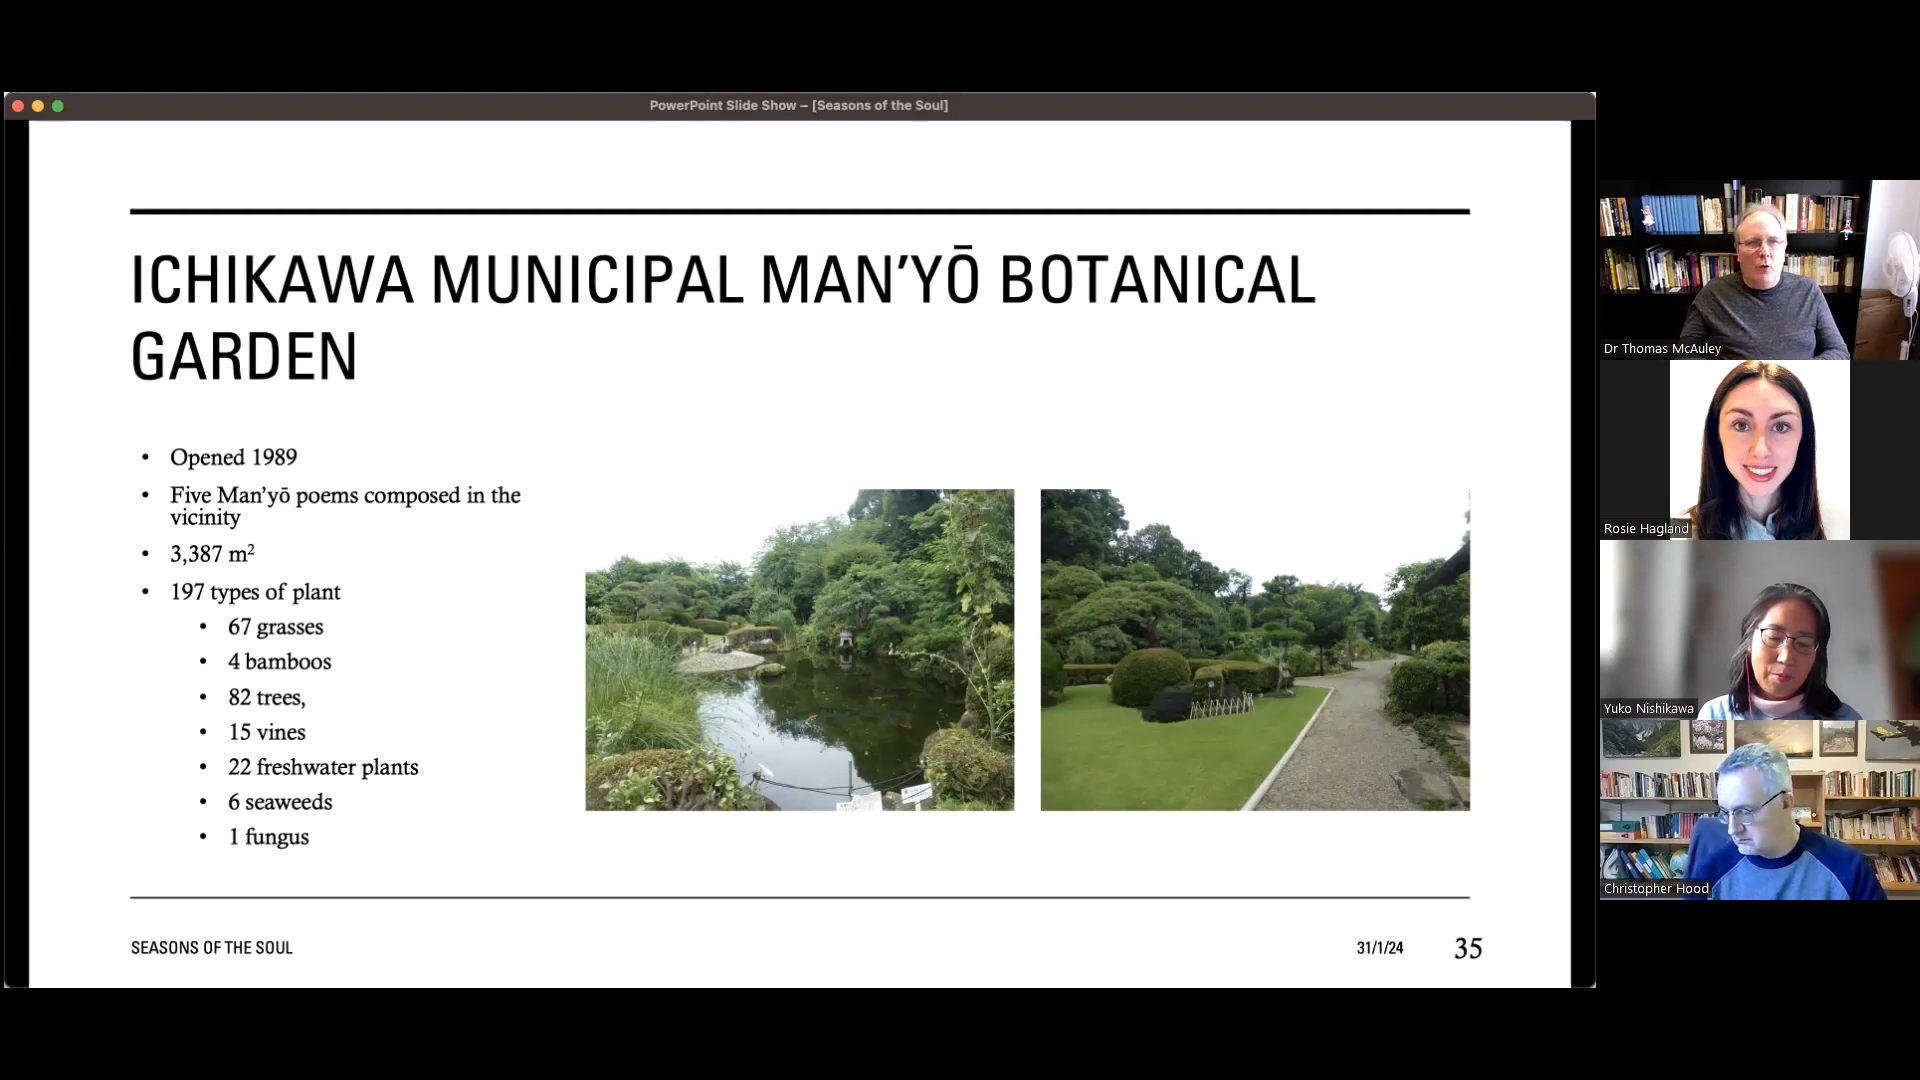 PowerPoint Slide Show – [Seasons of the Soul]
ICHIKAWA MUNICIPAL MAN’YŌ BOTANICAL
GARDEN
• Opened 1989
• Five Man’yō poems composed in the
vicinity
• 3,387 m²
• 197 types of plant
• 67 grasses
• 4 bamboos
• 82 trees,
• 15 vines
• 22 freshwater plants
• 6 seaweeds
• 1 fungus
SEASONS OF THE SOUL
31/1/24
35
Dr Thomas McAuley
Rosie Hagland
Yuko Nishikawa
Christopher Hood